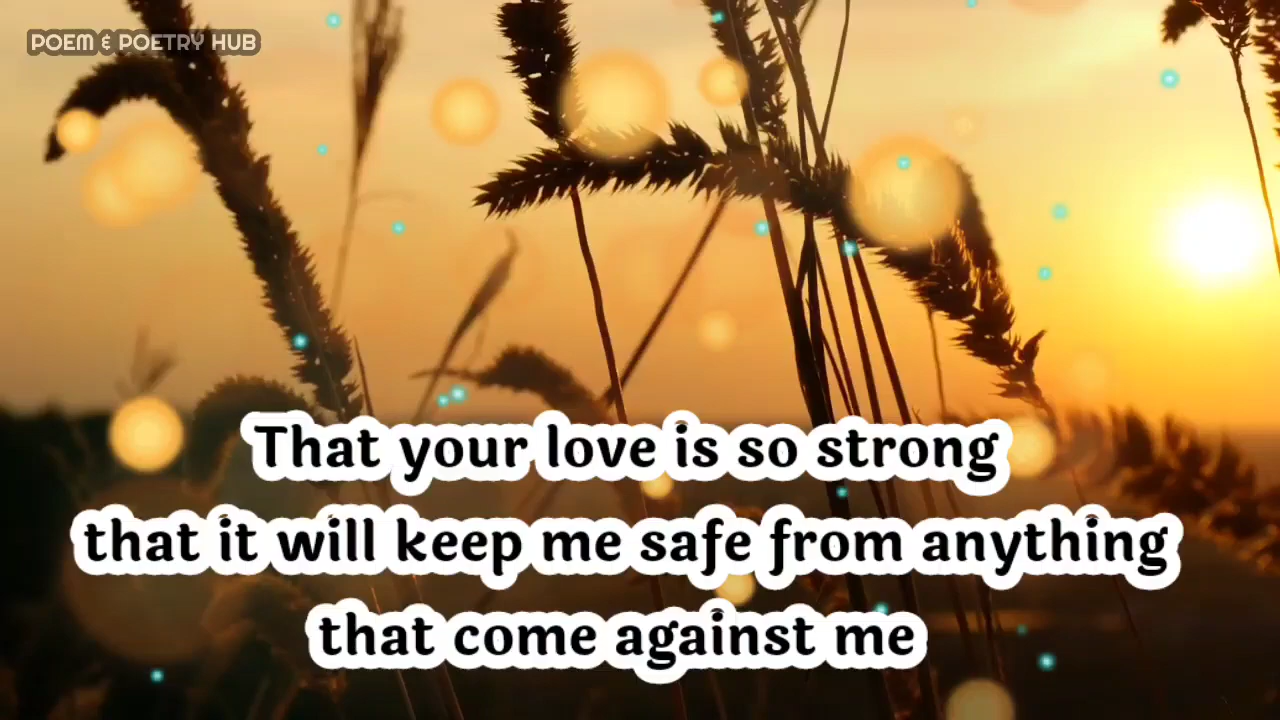 POEM & POETRY HUB
That your love is so strong
that it will keep me safe from anything
that come against me